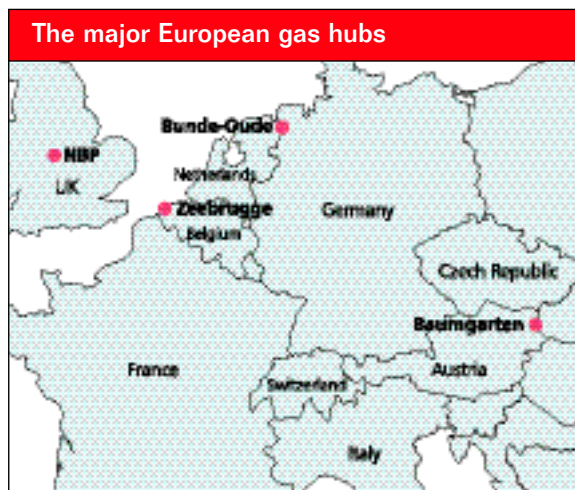 The major European gas hubs
Bunde-Oude
NBP
Netherlands
UK
Zeebrugge
Germany
Belgium
Czech Republic
Baumgarten
France
Switzerland
Austria
Italy